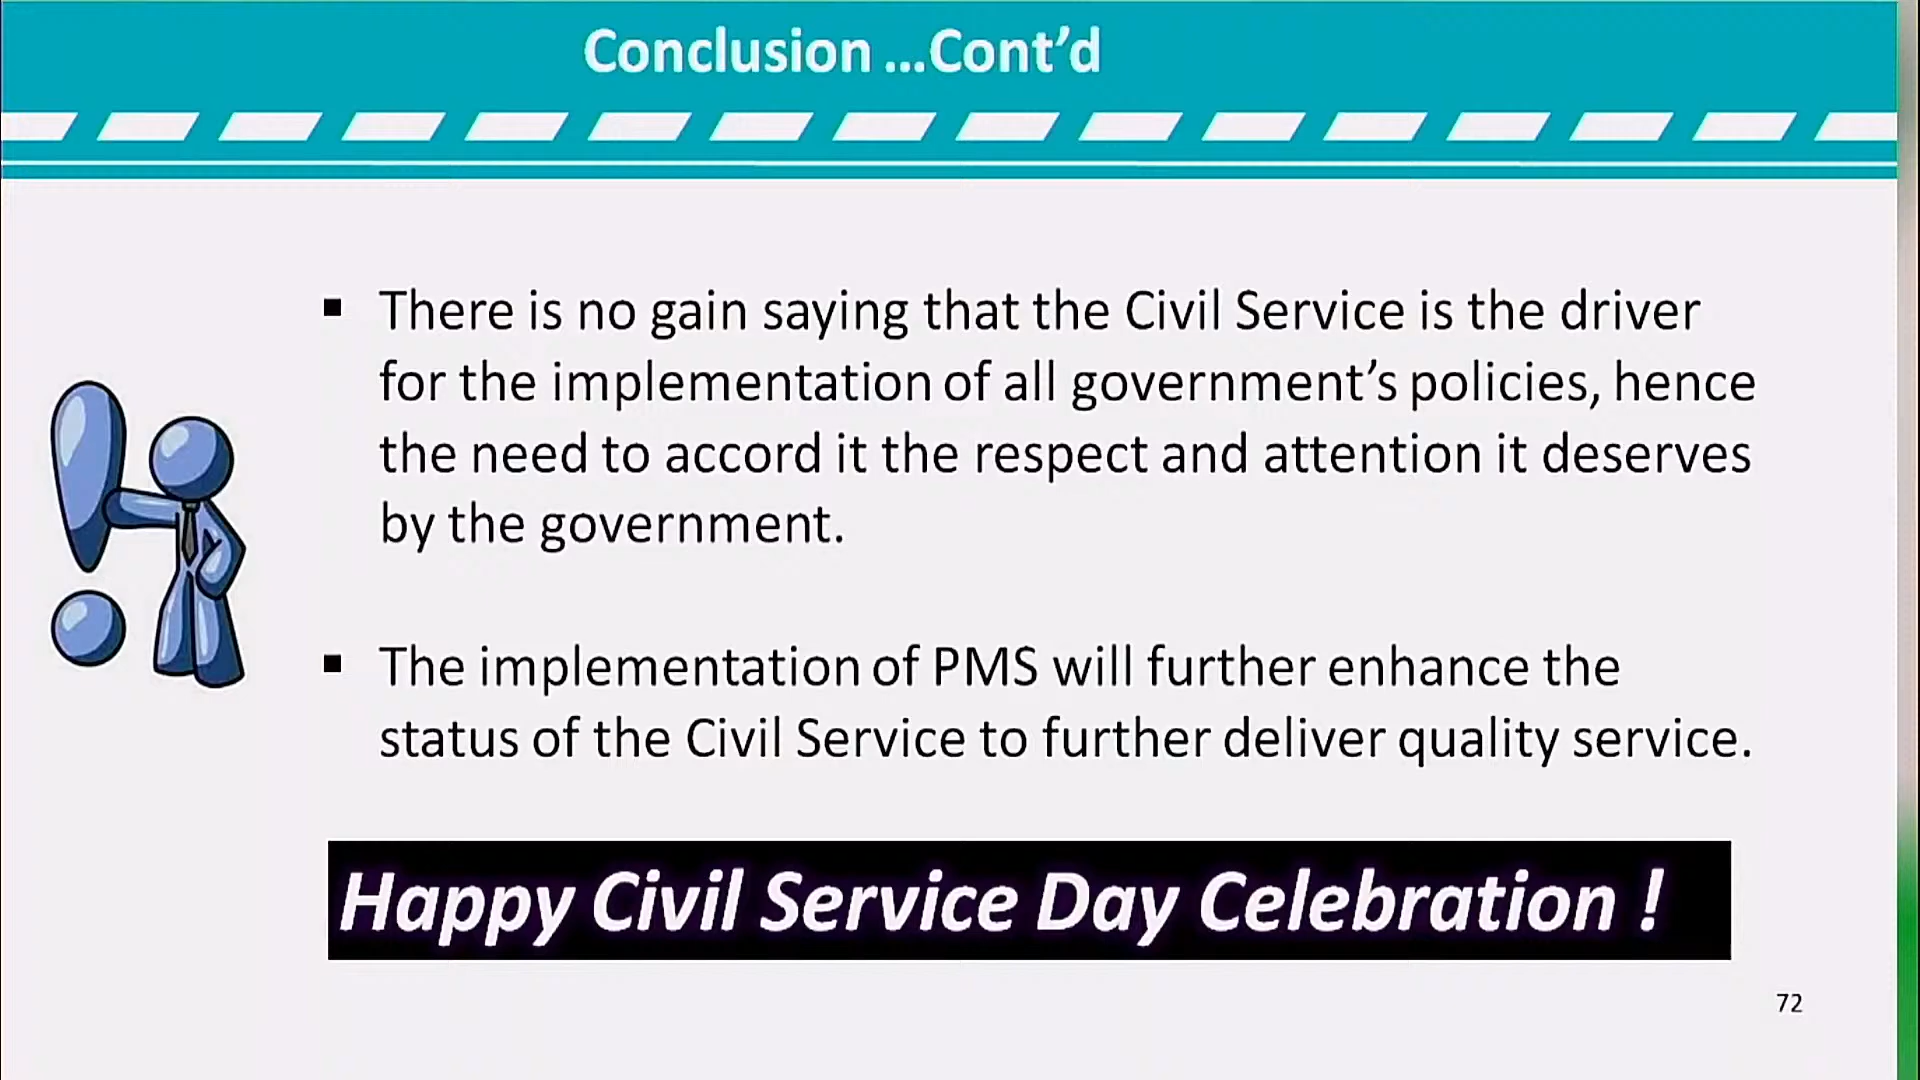 Conclusion ...Cont’d
▪ There is no gain saying that the Civil Service is the driver
for the implementation of all government’s policies, hence
the need to accord it the respect and attention it deserves
by the government.
▪ The implementation of PMS will further enhance the
status of the Civil Service to further deliver quality service.
Happy Civil Service Day Celebration !
72